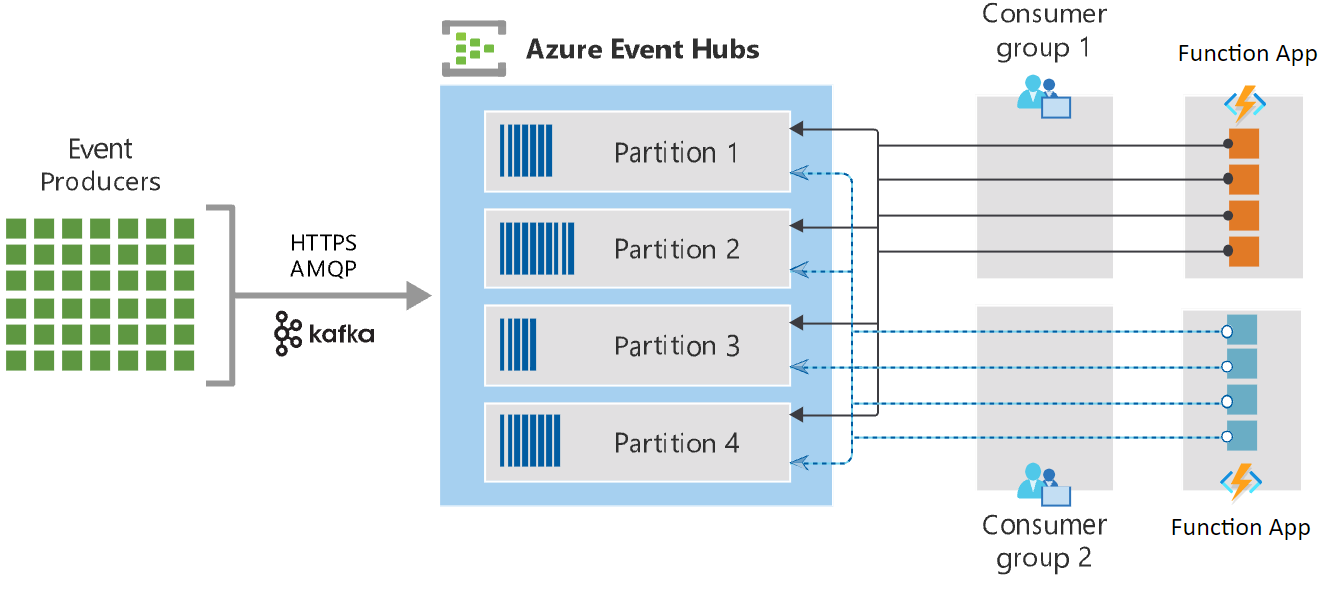 Consumer
group 1
Function App
Azure Event Hubs
Event
Producers
HTTPS
AMQP
kafka
Partition 1
Partition 2
Partition 3
Partition 4
Consumer
group 2
Function App